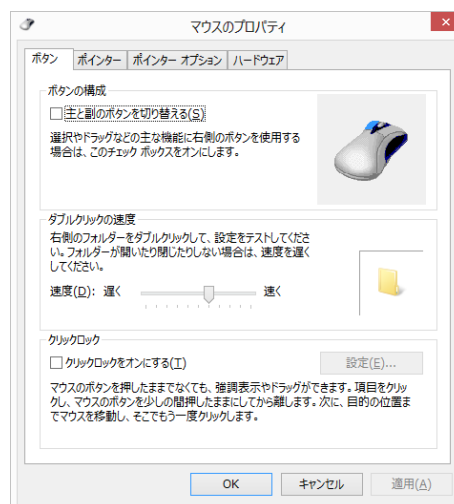 マウスのプロパティ
ボタン ポインター ポインター オプション ハードウェア
ボタンの構成
主と副のボタンを切り替える(S)
選択やドラッグなどの主な機能に右側のボタンを使用する
場合は、このチェック ボックスをオンにします。
ダブルクリックの速度
右側のフォルダーをダブルクリックして、設定をテストしてくださ
い。フォルダーが開いたり閉じたりしない場合は、速度を遅く
してください。
速度(D): 遅く 速く
クリックロック
クリックロックをオンにする(T) 設定(E)...
マウスのボタンを押したままでなくても、強調表示やドラッグができます。項目をクリッ
クし、マウスのボタンを少しの間押したままにしてから離します。次に、目的の位置ま
でマウスを移動し、そこでもう一度クリックします。
OK キャンセル 適用(A)